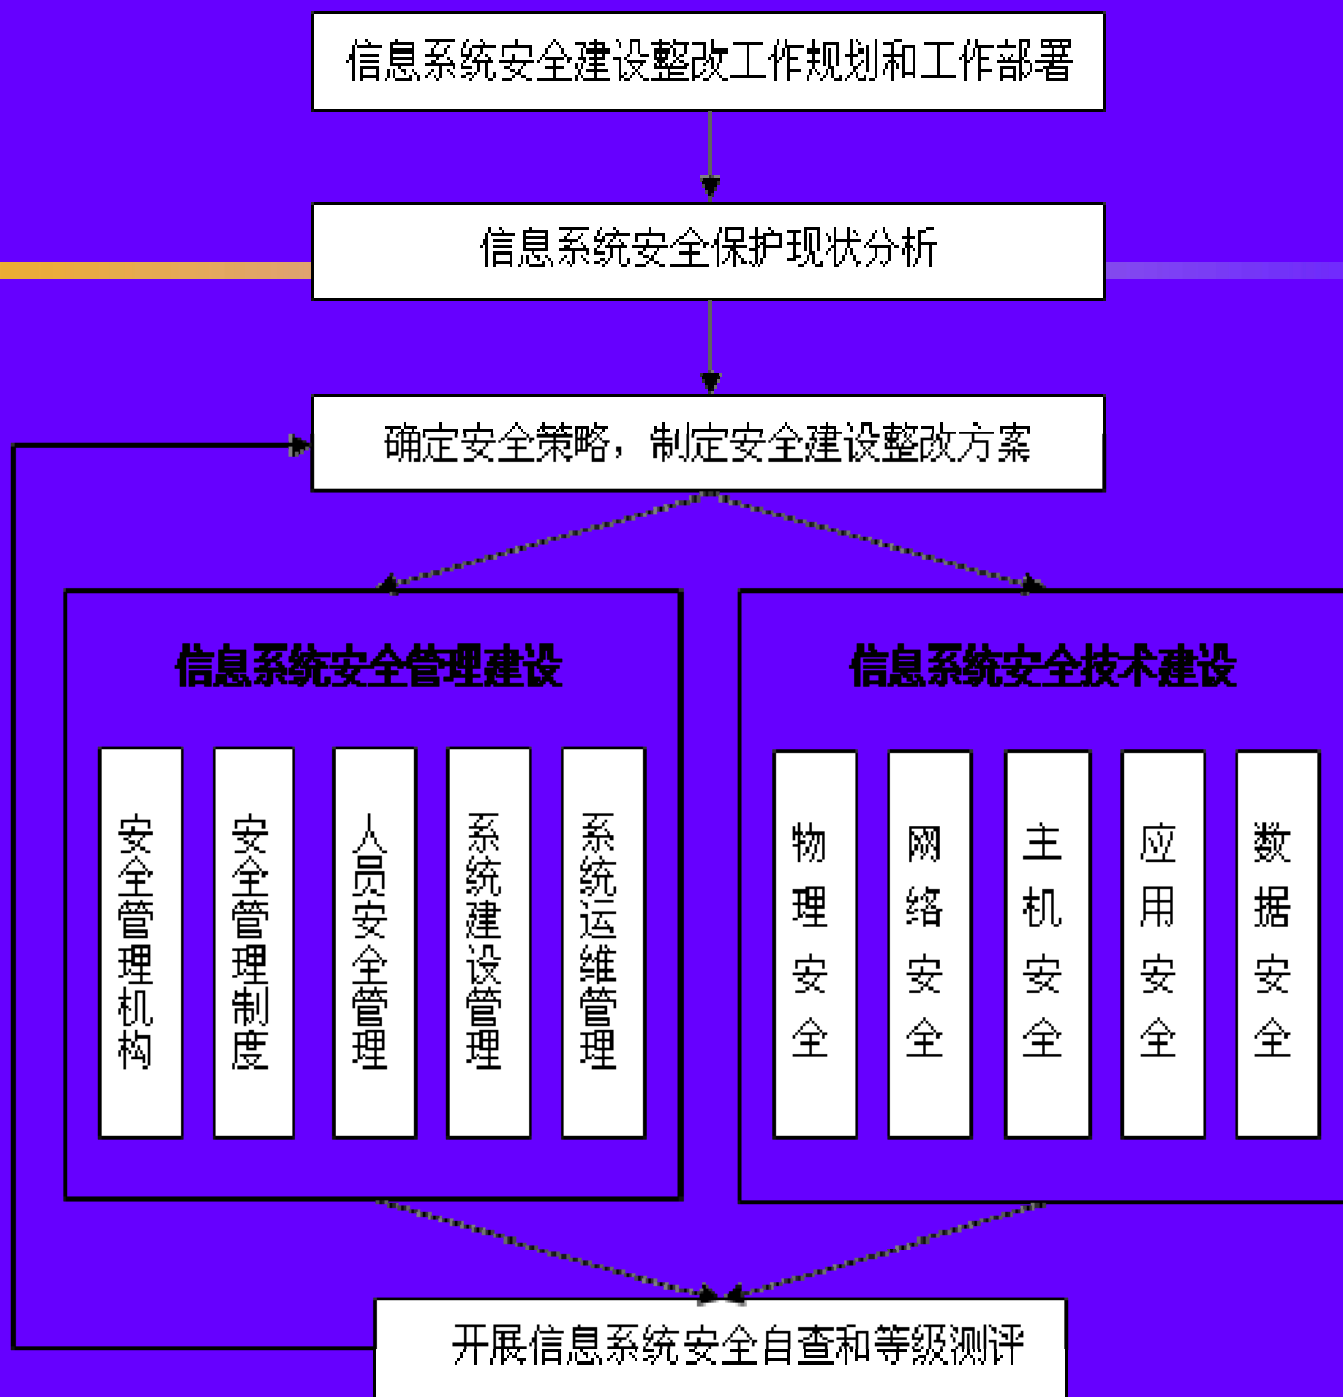 信息系统安全建设整改工作规划和工作部署
信息系统安全保护现状分析
确定安全策略，制定安全建设整改方案
信息系统安全管理建设
安全管理机构
安全管理制度
人员安全管理
系统建设管理
系统运维管理
信息系统安全技术建设
物理安全
网络安全
主机安全
应用安全
数据安全
开展信息系统安全自查和等级测评